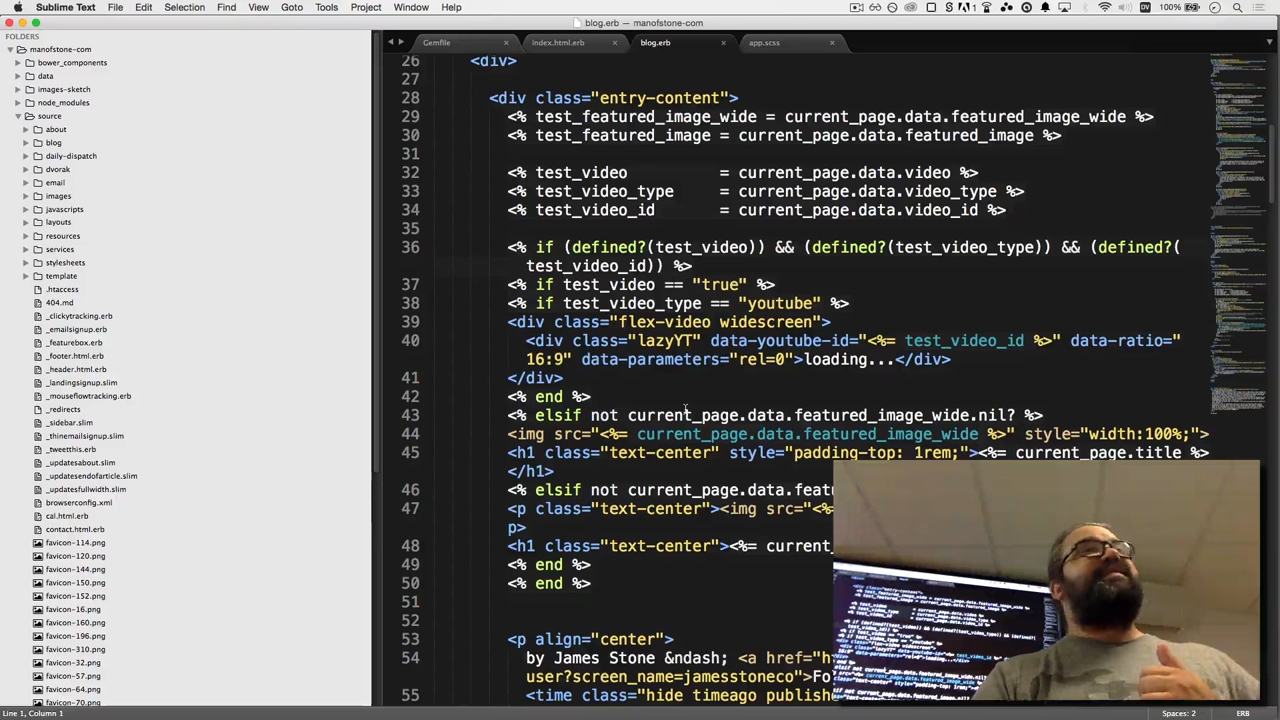 Sublime Text File Edit Selection Find View Goto Tools Project Window Help 100%
blog.erb — manofstone-com
FOLDERS
manofstone-com
bower_components
data
images-sketch
node_modules
source
about
blog
daily-dispatch
dvorak
email
images
javascripts
layouts
resources
services
stylesheets
template
.htaccess
404.md
_clickytracking.erb
_emailsignup.erb
_featurebox.erb
_footer.html.erb
_header.html.erb
_landingsignup.slim
_mouseflowtracking.erb
_redirects
_sidebar.slim
_thinemailsignup.erb
_tweetthis.erb
_updatesabout.slim
_updatesendofarticle.slim
_updatesfullwidth.slim
browserconfig.xml
cal.html.erb
contact.html.erb
favicon-114.png
favicon-120.png
favicon-144.png
favicon-150.png
favicon-152.png
favicon-16.png
favicon-160.png
favicon-196.png
favicon-310.png
favicon-32.png
favicon-57.png
favicon-64.png
favicon-70.png
Gemfile index.html.erb blog.erb app.scss
26 <div>
27
28 <div class="entry-content">
29 <% test_featured_image_wide = current_page.data.featured_image_wide %>
30 <% test_featured_image = current_page.data.featured_image %>
31
32 <% test_video = current_page.data.video %>
33 <% test_video_type = current_page.data.video_type %>
34 <% test_video_id = current_page.data.video_id %>
35
36 <% if (defined?(test_video)) && (defined?(test_video_type)) && (defined?(
test_video_id)) %>
37 <% if test_video == "true" %>
38 <% if test_video_type == "youtube" %>
39 <div class="flex-video widescreen">
40 <div class="lazyYT" data-youtube-id="<%= test_video_id %>" data-ratio="
16:9" data-parameters="rel=0">loading...</div>
41 </div>
42 <% end %>
43 <% elsif not current_page.data.featured_image_wide.nil? %>
44 <img src="<%= current_page.data.featured_image_wide %>" style="width:100%;">
45 <h1 class="text-center" style="padding-top: 1rem;"><%= current_page.title %>
</h1>
46 <% elsif not current_page.data.feat
47 <p class="text-center"><img src="<%
p>
48 <h1 class="text-center"><%= current_
49 <% end %>
50 <% end %>
51
52
53 <p align="center">
54 by James Stone &ndash; <a href="h
user?screen_name=jamesstoneco">Fo
55 <time class="hide timeago publish
Line 1, Column 1 Spaces: 2 ERB